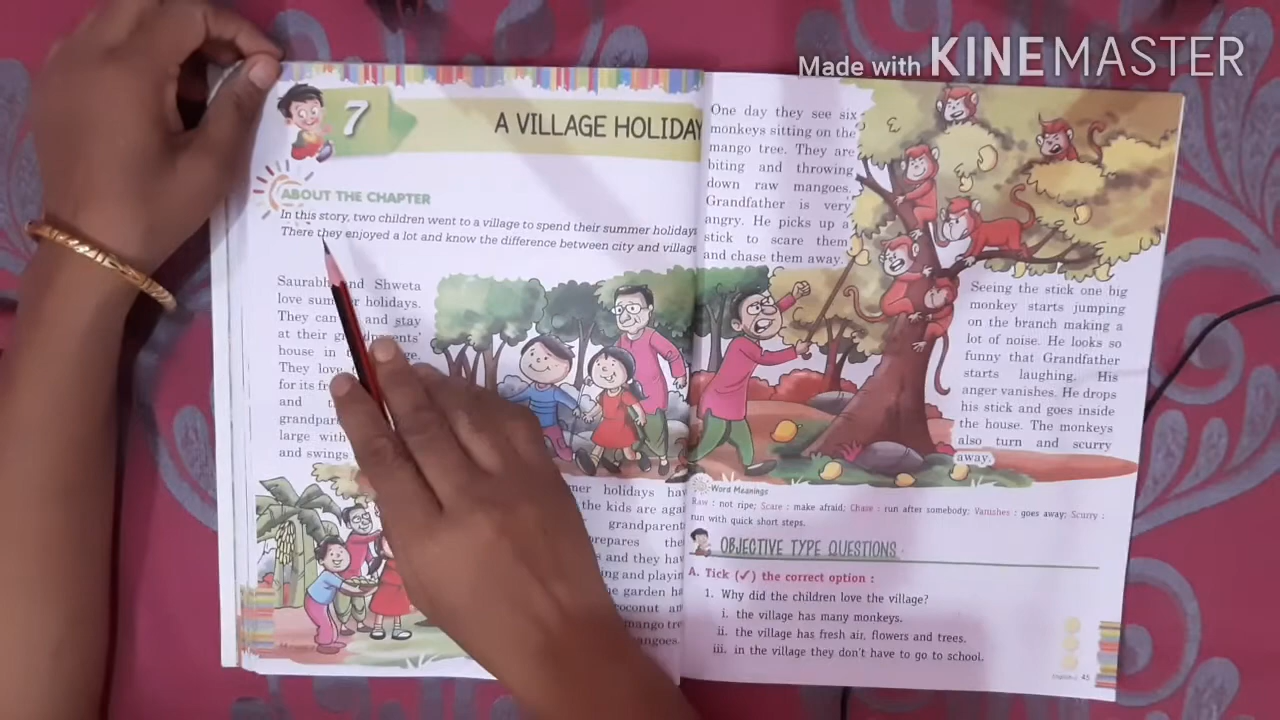 Made with KINEMASTER
7
A VILLAGE HOLIDAY
ABOUT THE CHAPTER
In this story, two children went to a village to spend their summer holidays
There they enjoyed a lot and know the difference between city and village
Saurabh and Shweta
love summer holidays.
They can and stay
at their grandparents'
house in
They love
for its
and
large with
and swings
holidays
the kids are
grandparent
prepares the
and they
and
garden
coconut
mango tre
mangoes.
One day they see six
monkeys sitting on the
mango tree. They are
biting and throwing
down raw mangoes.
Grandfather is very
angry. He picks up a
stick to scare them
and chase them away.
Seeing the stick one big
monkey starts jumping
on the branch making a
lot of noise. He looks so
funny that Grandfather
starts laughing. His
anger vanishes. He drops
his stick and goes inside
the house. The monkeys
also turn and scurry
away.
Word Meanings
Raw : not ripe; Scare : make afraid; Chase : run after somebody; Vanishes : goes away; Scurry :
run with quick short steps.
OBJECTIVE TYPE QUESTIONS
A. Tick (✓) the correct option :
1. Why did the children love the village?
i. the village has many monkeys.
ii. the village has fresh air, flowers and trees.
iii. in the village they don't have to go to school.
45